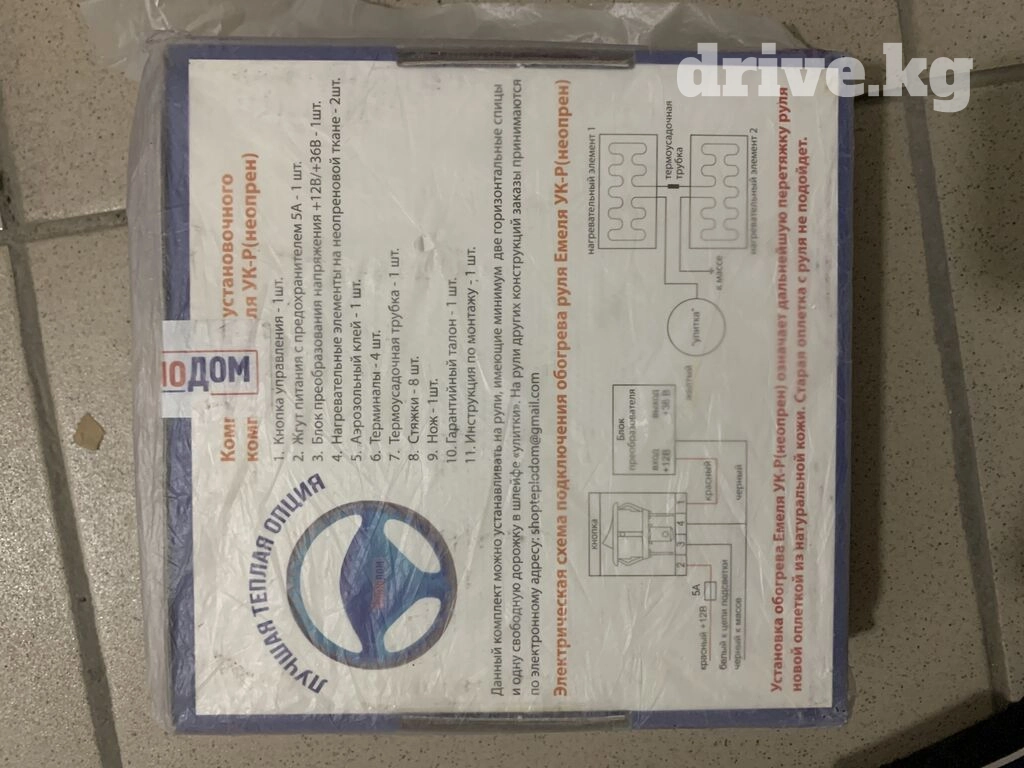 drive.kg
установочного
ля УК-Р(неопрен)
ЛОДОМ
1. Кнопка управления - 1шт.
2. Жгут питания с предохранителем 5А - 1 шт.
3. Блок преобразования напряжения +12В/+36В - 1шт.
4. Нагревательные элементы на неопреновой ткани - 2шт.
5. Аэрозольный клей - 1 шт.
6. Терминалы - 4 шт.
7. Термоусадочная трубка - 1 шт.
8. Стяжки - 8 шт.
9. Нож - 1шт.
10. Гарантийный талон - 1 шт.
11. Инструкция по монтажу - 1 шт.
ЛУЧШАЯ ТЕПЛАЯ ОПЦИЯ
Данный комплект можно устанавливать на рули, имеющие минимум две горизонтальные спицы
и одну свободную дорожку в шлейфе «улитки». На рули других конструкций заказы принимаются
по электронному адресу: shopteplodom@gmail.com
Электрическая схема подключения обогрева руля Емеля УК-Р(неопрен)
кнопка
2 3 4 1
5А
красный +12В
белый к цепи подсветки
черный к массов
красный
черный
Блок
преобразователя
вход выход
+12В +36 В
желтый
"улитка"
к массе
нагревательный элемент 1
термоусадочная
трубка
нагревательный элемент 2
Установка обогрева Емеля УК-Р(неопрен) означает дальнейшую перетяжку руля
новой оплеткой из натуральной кожи. Старая оплетка с руля не подойдет.